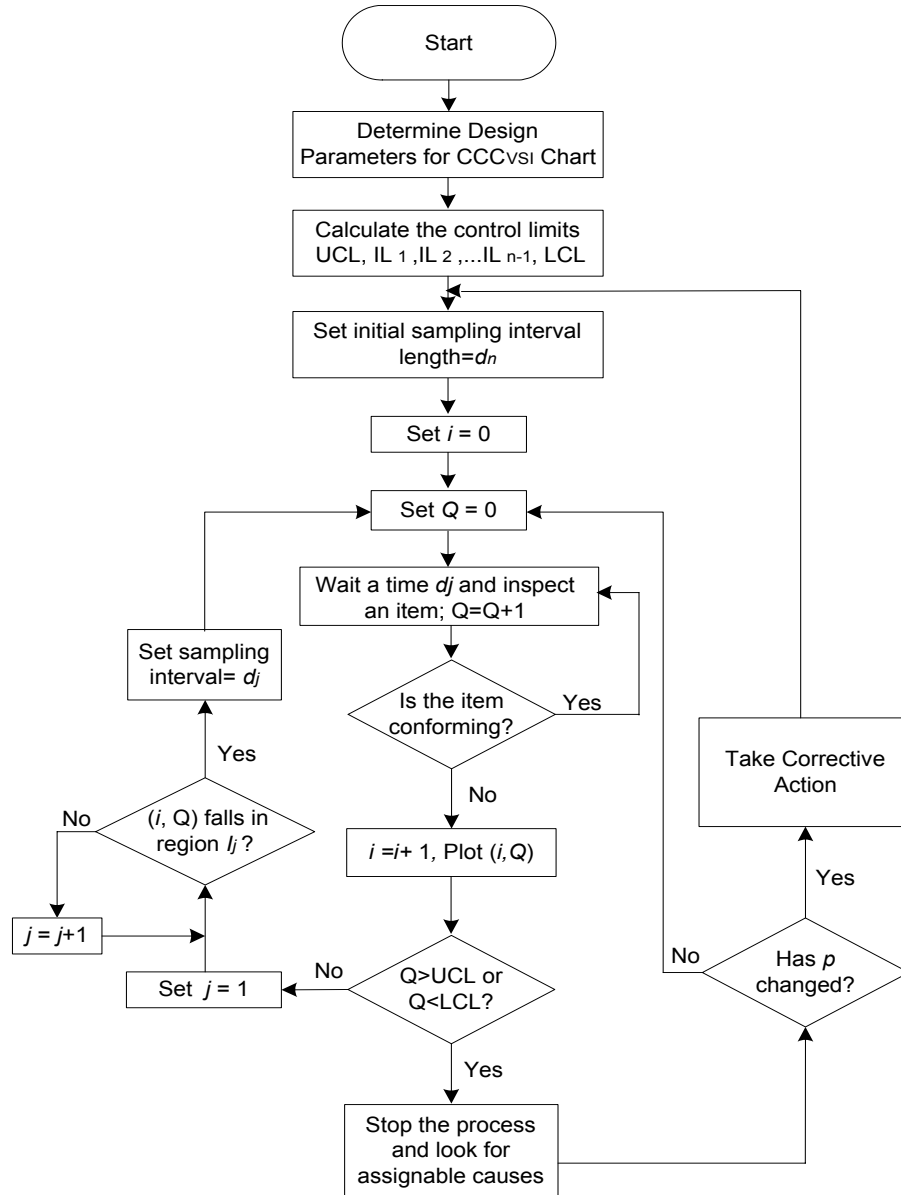 Start
Determine Design
Parameters for CCCVSI Chart
Calculate the control limits
UCL, IL 1 ,IL 2 ,...IL n-1, LCL
Set initial sampling interval
length=dn
Set i = 0
Set Q = 0
Wait a time dj and inspect
an item; Q=Q+1
Set sampling
interval= dj
Is the item
conforming?
Yes
Yes
Take Corrective
Action
No
(i, Q) falls in
region Ij ?
No
i =i+ 1, Plot (i,Q)
Yes
j = j+1
Set j = 1
No
Q>UCL or
Q<LCL?
No
Has p
changed?
Yes
Stop the process
and look for
assignable causes